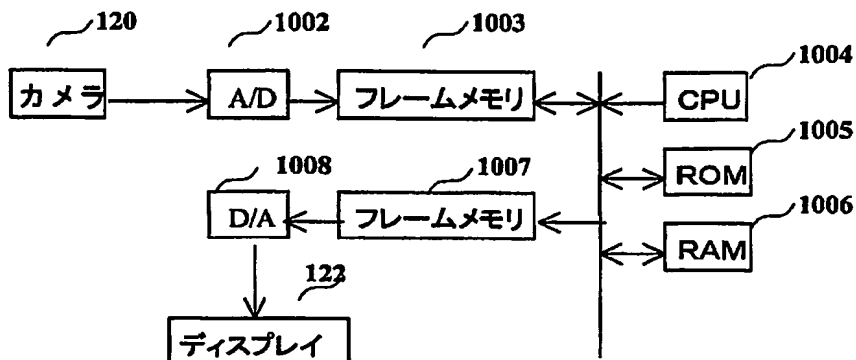 120
1002
1003
1004
カメラ
A/D
フレームメモリ
CPU
1005
ROM
1008
1007
D/A
フレームメモリ
1006
RAM
122
ディスプレイ